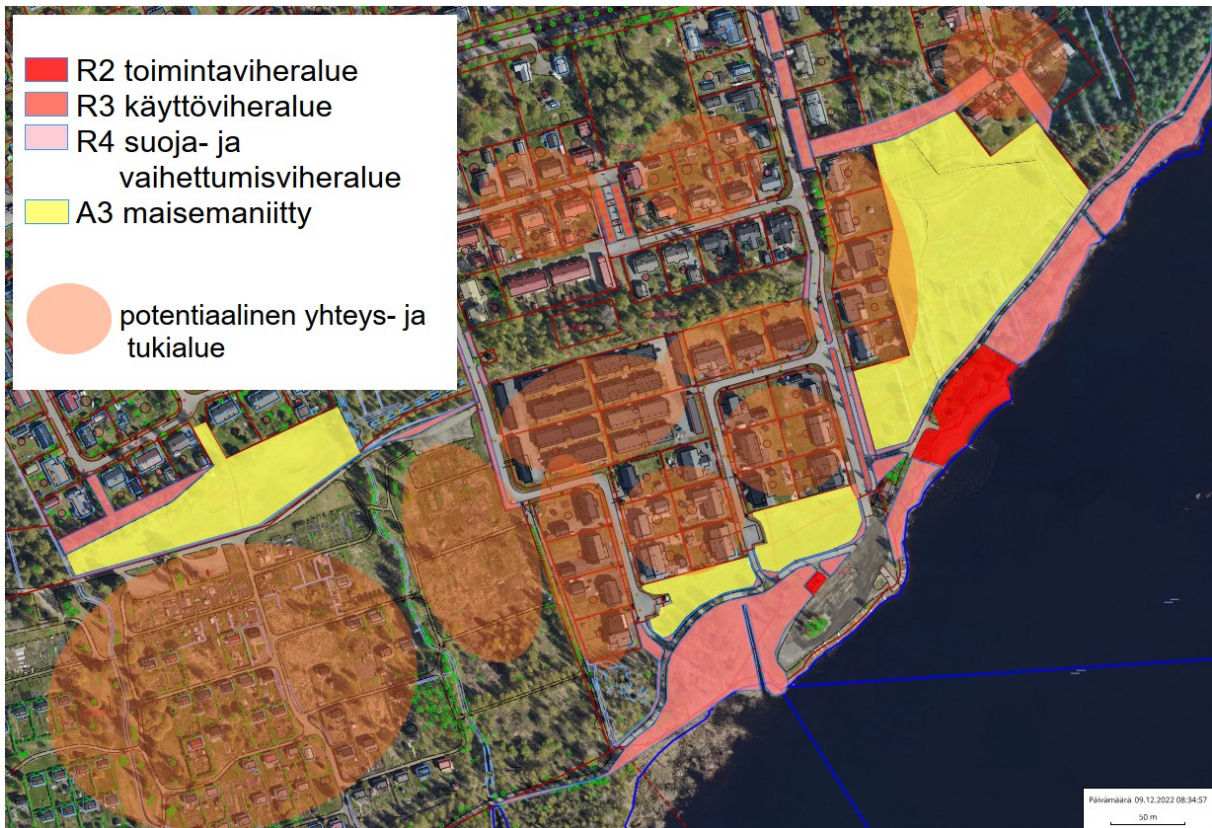 R2 toimintaviheralue
R3 käyttöviheralue
R4 suoja- ja
vaihettumisviheralue
A3 maisemaniitty
potentiaalinen yhteys- ja
tukialue
Päivämäärä 09.12.2022 08:34:57
50 m